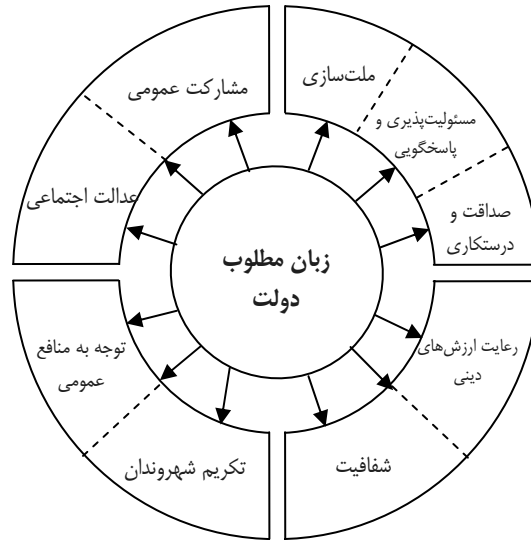 ملت‌سازی
مسئولیت‌پذیری و
پاسخگویی
صداقت و
درستکاری
رعایت ارزش‌های
دینی
شفافیت
تکریم شهروندان
توجه به منافع
عمومی
عدالت اجتماعی
مشارکت عمومی
زبان مطلوب
دولت